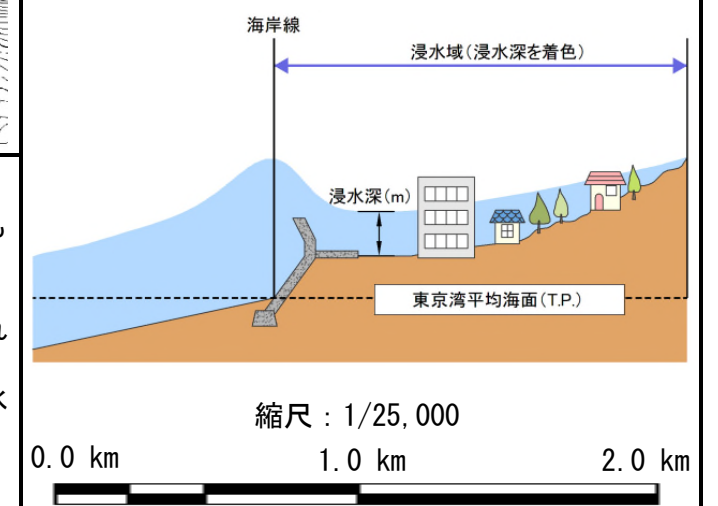 海岸線
浸水域(浸水深を着色)
浸水深(m)
東京湾平均海面(T.P.)
縮尺：1/25,000
0.0 km 1.0 km 2.0 km